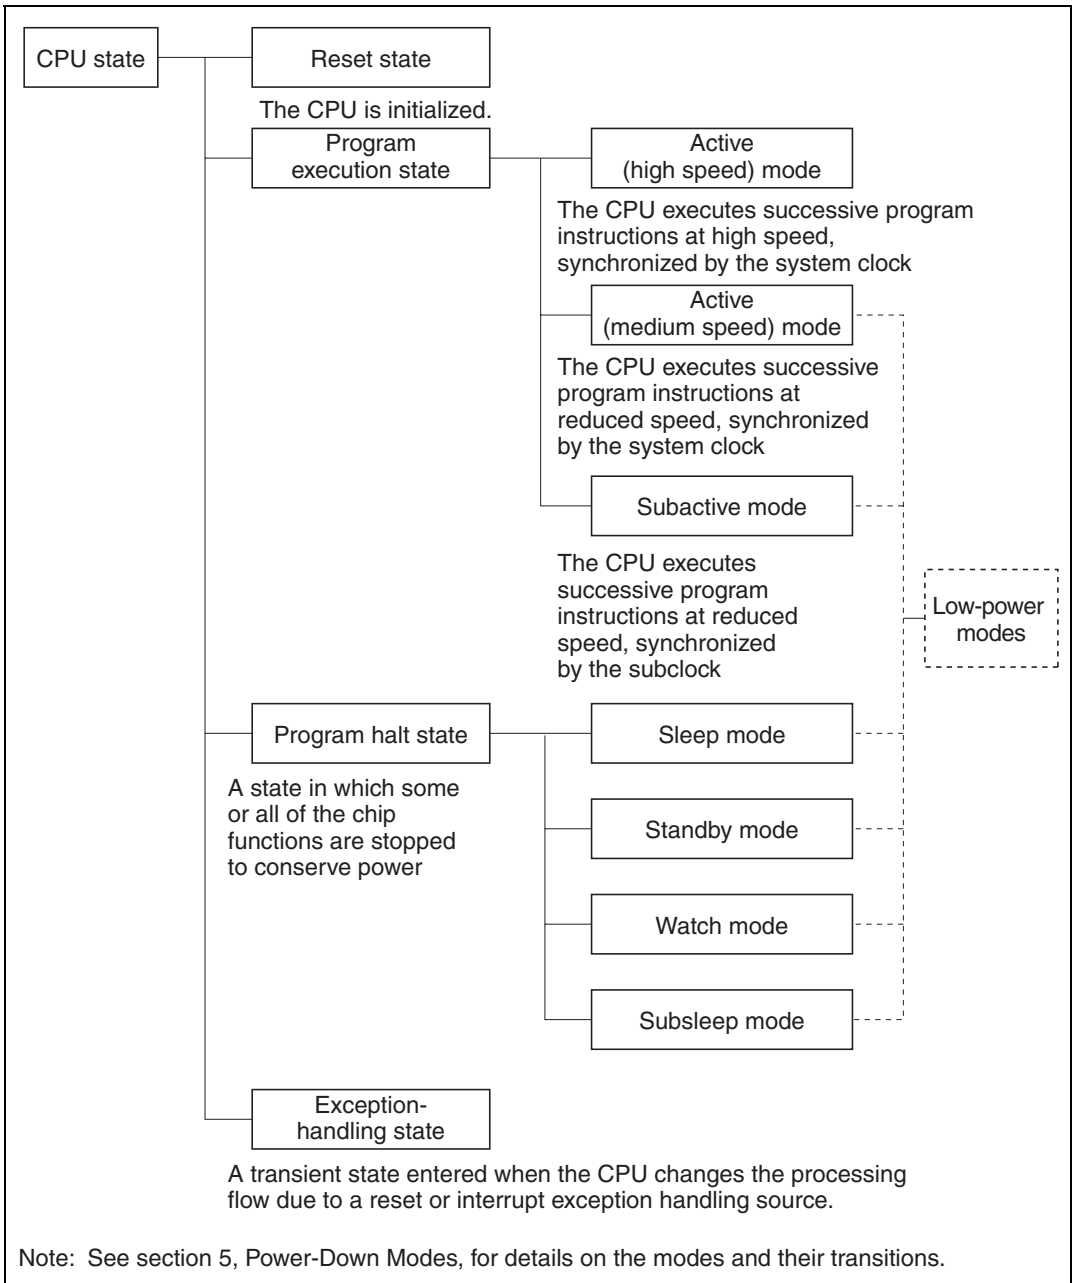 CPU state
Reset state
The CPU is initialized.
Program
execution state
Active
(high speed) mode
The CPU executes successive program
instructions at high speed,
synchronized by the system clock
Active
(medium speed) mode
The CPU executes successive
program instructions at
reduced speed, synchronized
by the system clock
Subactive mode
The CPU executes
successive program
instructions at reduced
speed, synchronized
by the subclock
Low-power
modes
Program halt state
A state in which some
or all of the chip
functions are stopped
to conserve power
Sleep mode
Standby mode
Watch mode
Subsleep mode
Exception-
handling state
A transient state entered when the CPU changes the processing
flow due to a reset or interrupt exception handling source.
Note: See section 5, Power-Down Modes, for details on the modes and their transitions.